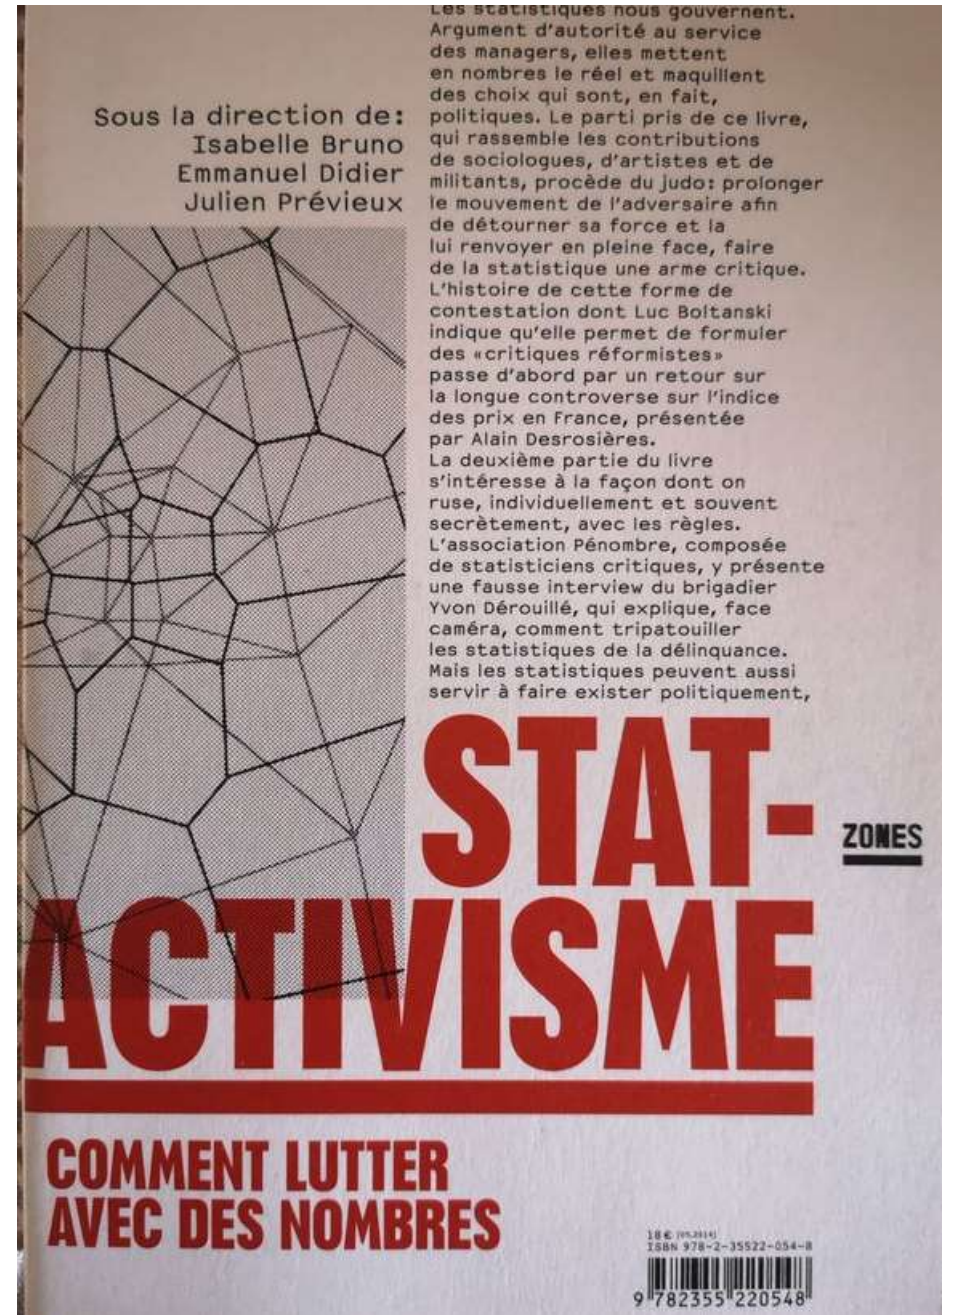 Sous la direction de:
Isabelle Bruno
Emmanuel Didier
Julien Prévieux
Les statistiques nous gouvernent.
Argument d'autorité au service
des managers, elles mettent
en nombres le réel et maquillent
des choix qui sont, en fait,
politiques. Le parti pris de ce livre,
qui rassemble les contributions
de sociologues, d'artistes et de
militants, procède du judo: prolonger
le mouvement de l'adversaire afin
de détourner sa force et la
lui renvoyer en pleine face, faire
de la statistique une arme critique.
L'histoire de cette forme de
contestation dont Luc Boltanski
indique qu'elle permet de formuler
des «critiques réformistes»
passe d'abord par un retour sur
la longue controverse sur l'indice
des prix en France, présentée
par Alain Desrosières.
La deuxième partie du livre
s'intéresse à la façon dont on
ruse, individuellement et souvent
secrètement, avec les règles.
L'association Pénombre, composée
de statisticiens critiques, y présente
une fausse interview du brigadier
Yvon Dérouillé, qui explique, face
caméra, comment tripatouiller
les statistiques de la délinquance.
Mais les statistiques peuvent aussi
servir à faire exister politiquement,
STAT-
ACTIVISME
ZONES
COMMENT LUTTER
AVEC DES NOMBRES
18 € [05.2014]
ISBN 978-2-35522-054-8
9 782355 220548